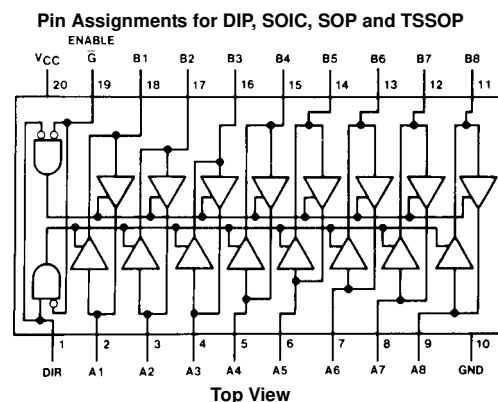 Pin Assignments for DIP, SOIC, SOP and TSSOP
ENABLE
VCC G B1 B2 B3 B4 B5 B6 B7 B8
20 19 18 17 16 15 14 13 12 11
1 2 3 4 5 6 7 8 9 10
DIR A1 A2 A3 A4 A5 A6 A7 A8 GND
Top View